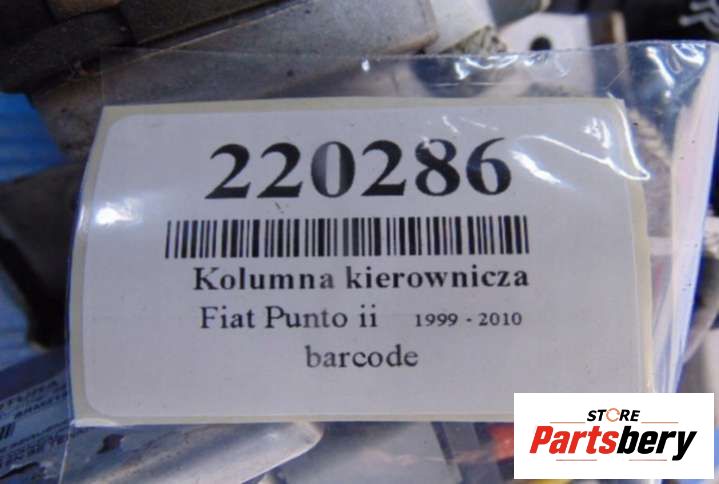 220286
Kolumna kierownicza
Fiat Punto ii 1999 - 2010
barcode
STORE
Partsbery